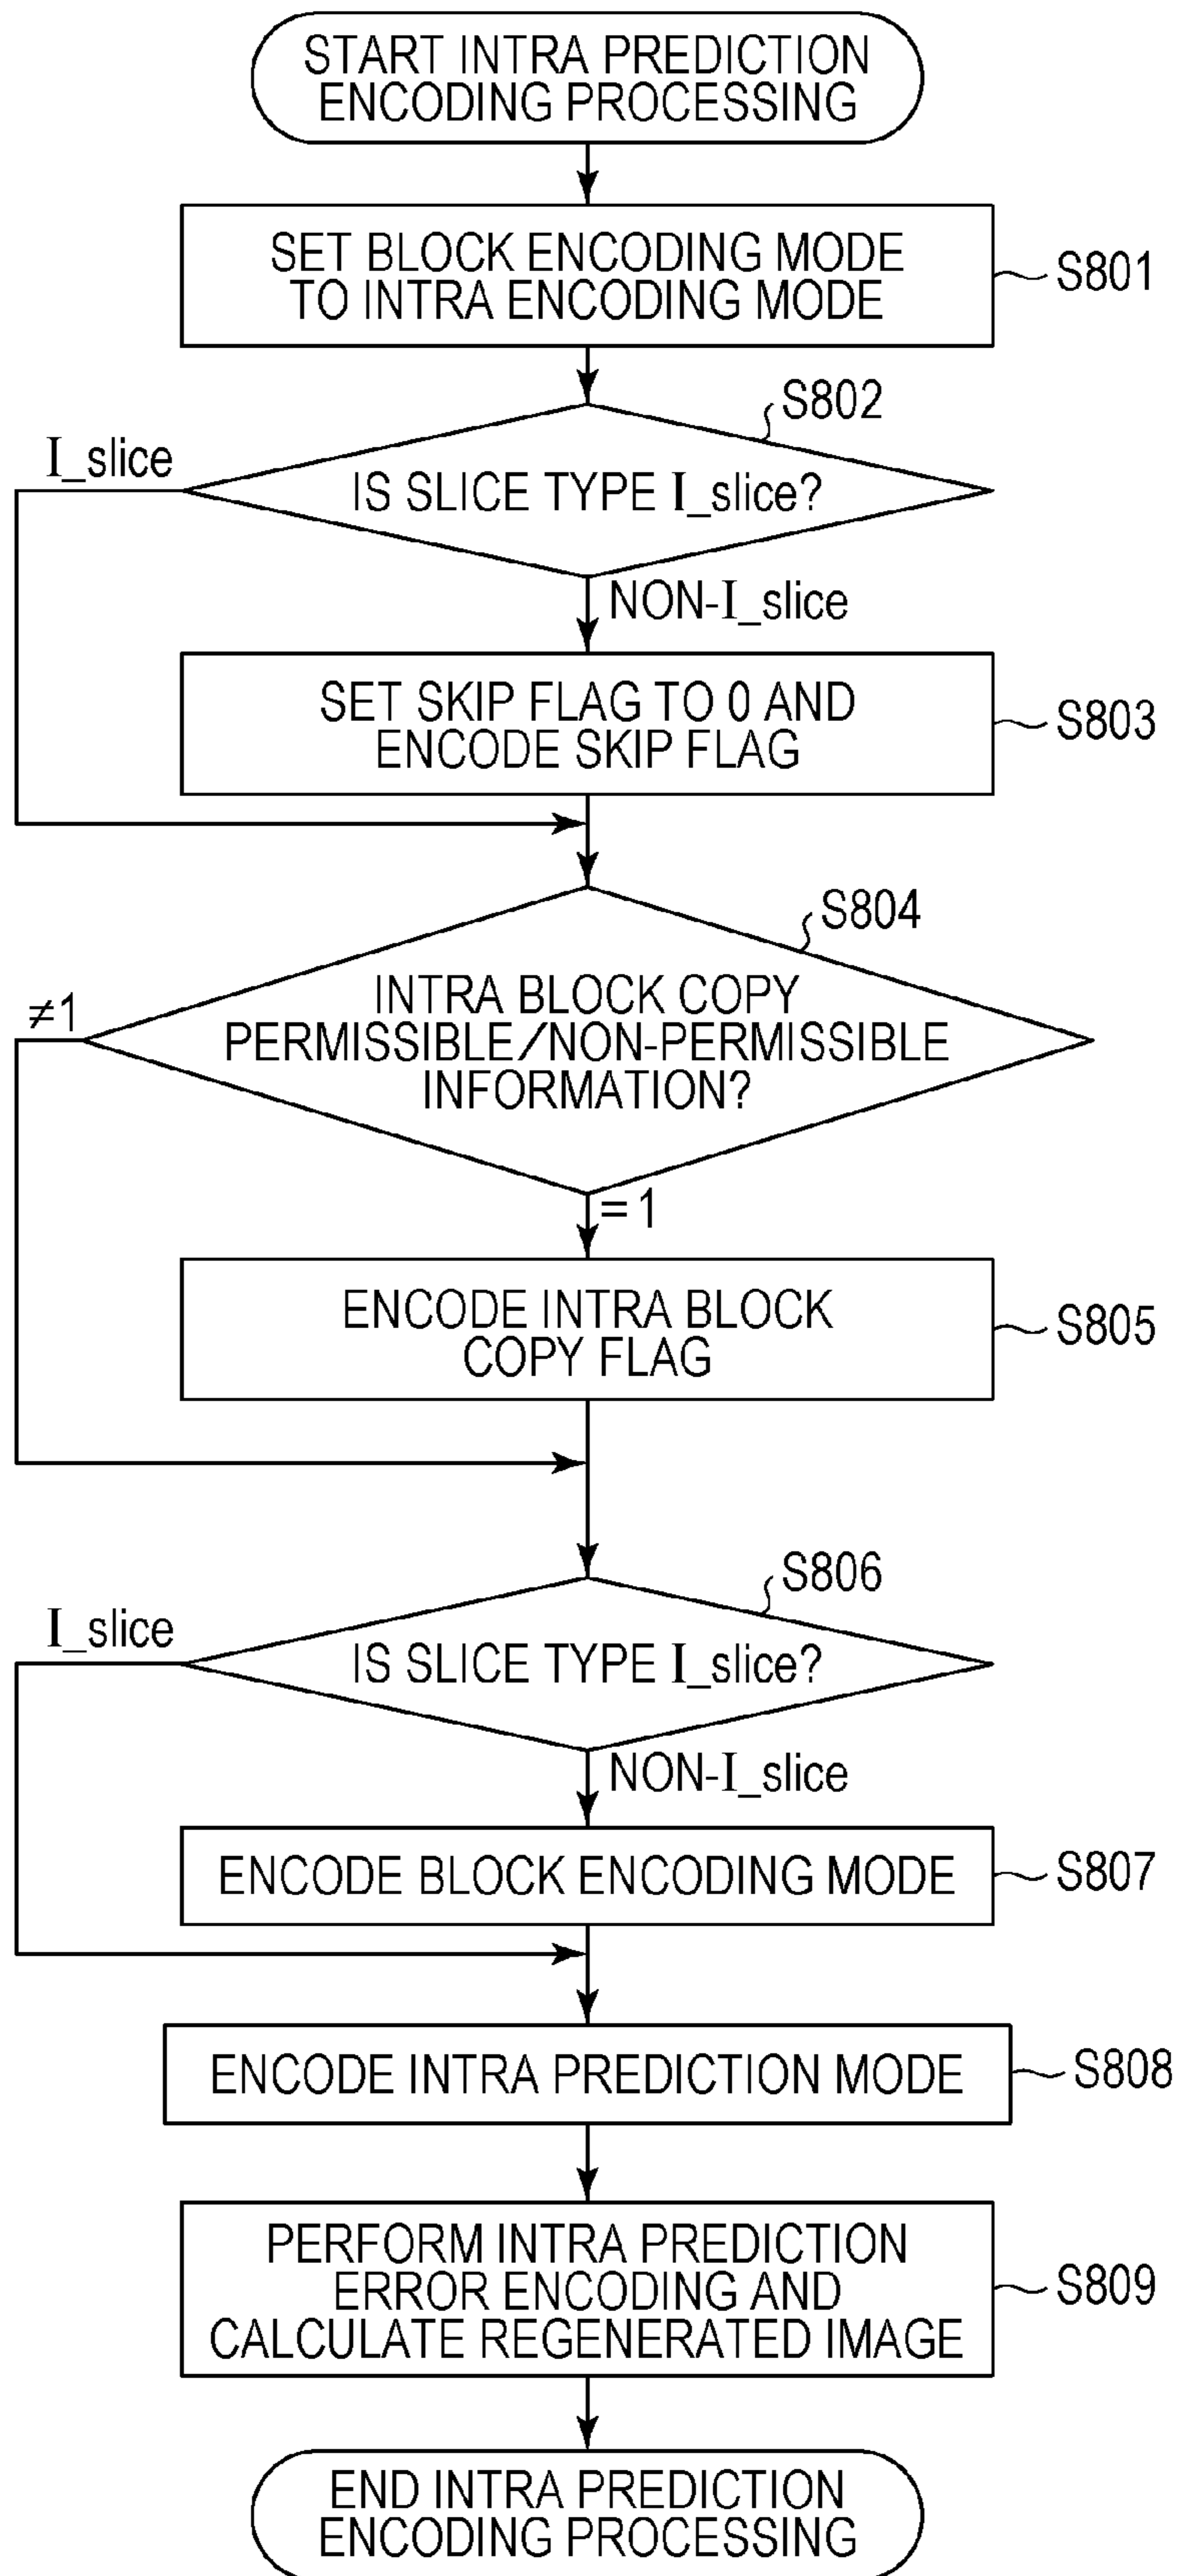 START INTRA PREDICTION
ENCODING PROCESSING
SET BLOCK ENCODING MODE
TO INTRA ENCODING MODE
S801
S802
I_slice
IS SLICE TYPE I_slice?
NON-I_slice
SET SKIP FLAG TO 0 AND
ENCODE SKIP FLAG
S803
S804
≠1
INTRA BLOCK COPY
PERMISSIBLE/NON-PERMISSIBLE
INFORMATION?
=1
ENCODE INTRA BLOCK
COPY FLAG
S805
S806
I_slice
IS SLICE TYPE I_slice?
NON-I_slice
ENCODE BLOCK ENCODING MODE
S807
ENCODE INTRA PREDICTION MODE
S808
PERFORM INTRA PREDICTION
ERROR ENCODING AND
CALCULATE REGENERATED IMAGE
S809
END INTRA PREDICTION
ENCODING PROCESSING